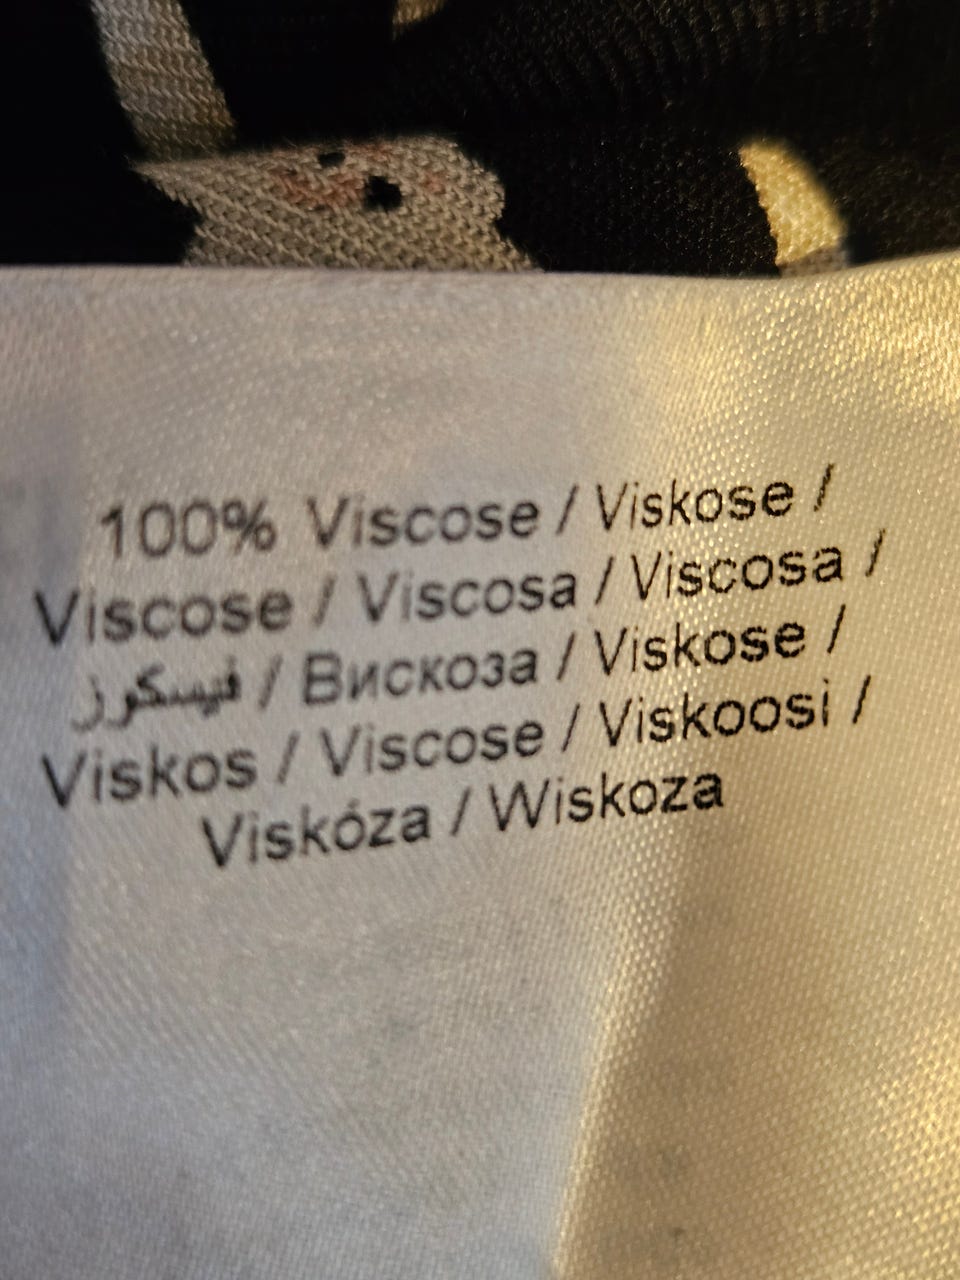 100% Viscose / Viskose /
Viscose / Viscosa / Viscosa /
فيسكوز / Вискоза / Viskose /
Viskos / Viscose / Viskoosi /
Viskóza / Wiskoza